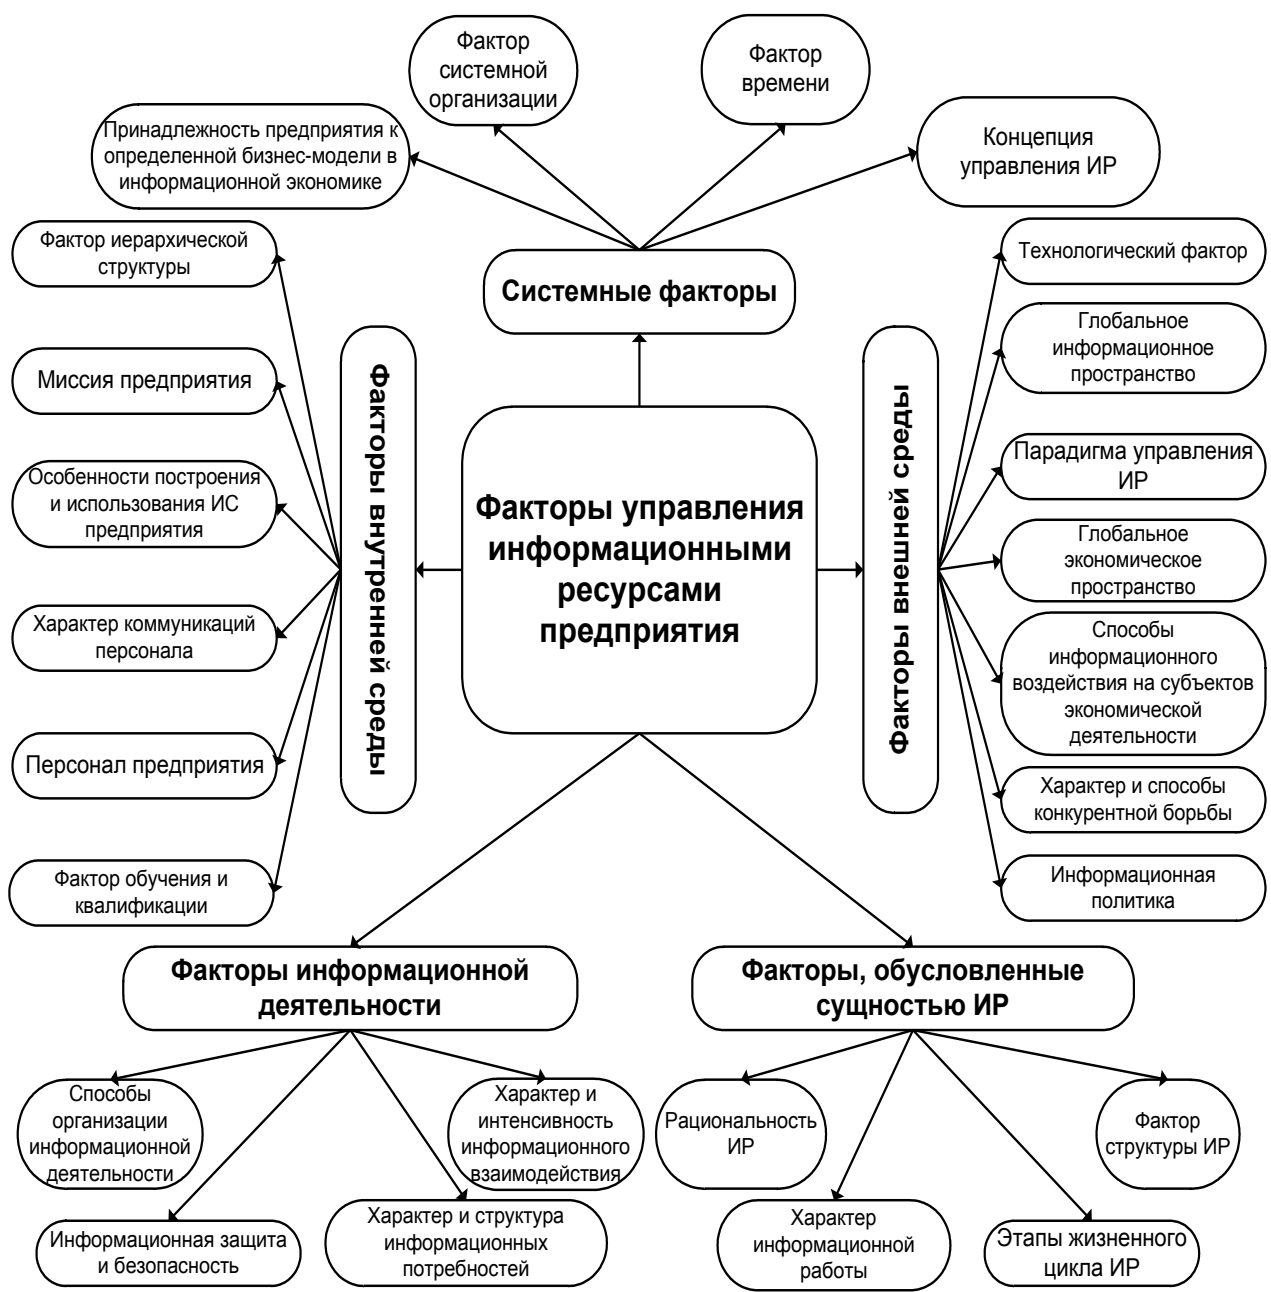 Фактор
системной
организации
Фактор
времени
Принадлежность предприятия к
определенной бизнес-модели в
информационной экономике
Концепция
управления ИР
Системные факторы
Фактор иерархической
структуры
Миссия предприятия
Особенности построения
и использования ИС
предприятия
Характер коммуникаций
персонала
Персонал предприятия
Фактор обучения и
квалификации
Факторы внутренней среды
Факторы управления
информационными
ресурсами
предприятия
Факторы внешней среды
Технологический фактор
Глобальное
информационное
пространство
Парадигма управления
ИР
Глобальное
экономическое
пространство
Способы
информационного
воздействия на субъектов
экономической
деятельности
Характер и способы
конкурентной борьбы
Информационная
политика
Факторы информационной
деятельности
Способы
организации
информационной
деятельности
Информационная защита
и безопасность
Характер и структура
информационных
потребностей
Характер и
интенсивность
информационного
взаимодействия
Факторы, обусловленные
сущностью ИР
Рациональность
ИР
Характер
информационной
работы
Этапы жизненного
цикла ИР
Фактор
структуры ИР